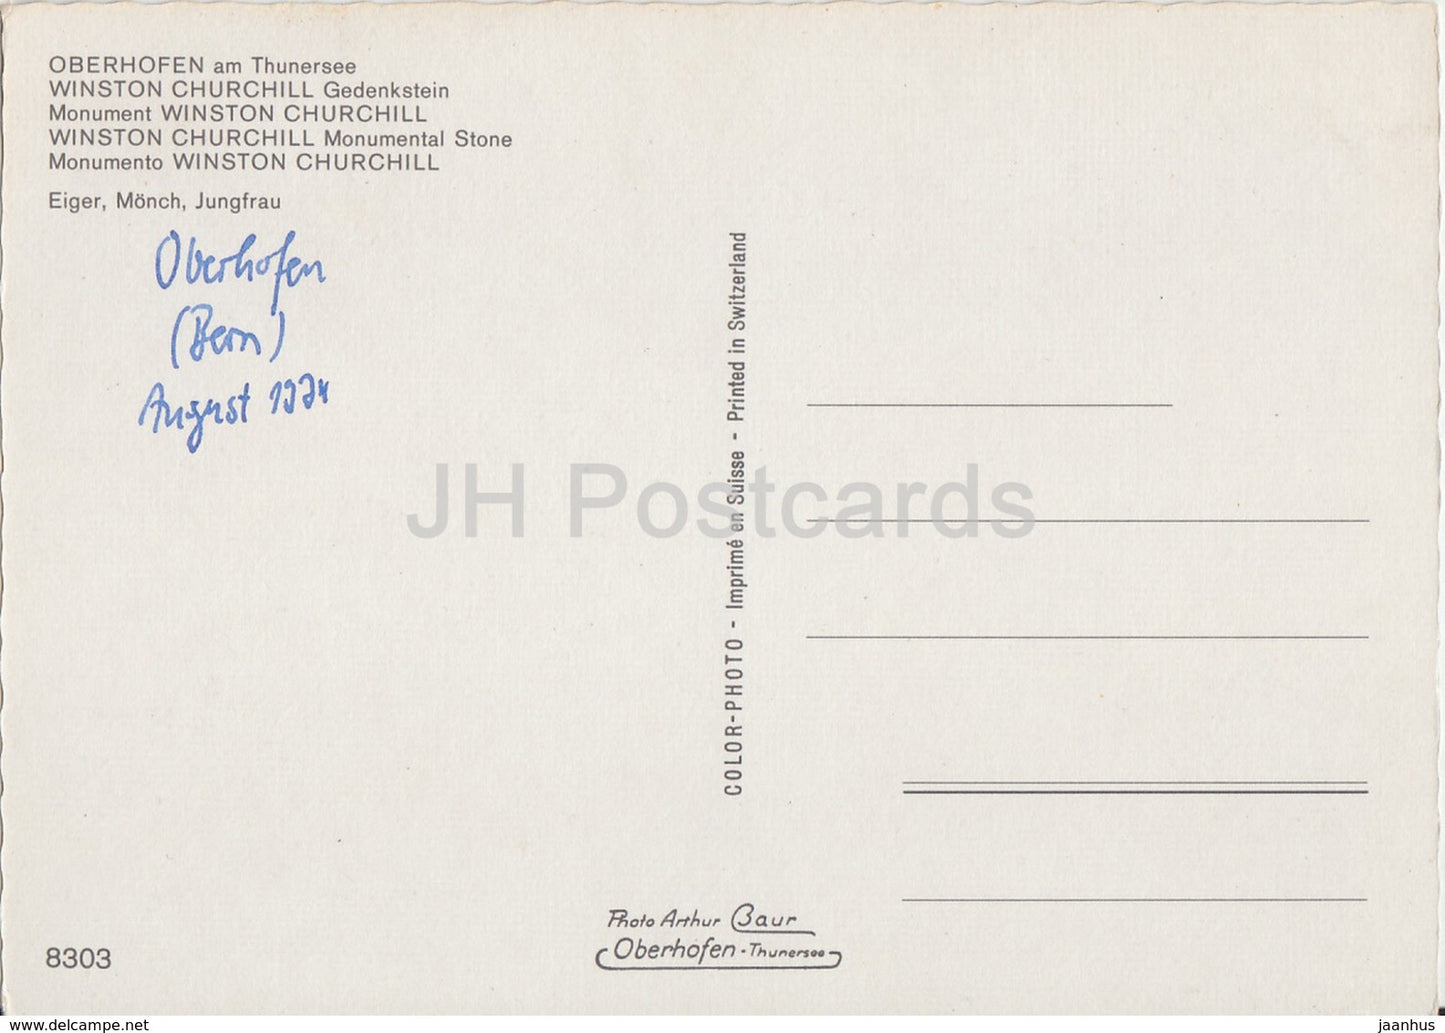 OBERHOFEN am Thunersee
WINSTON CHURCHILL Gedenkstein
Monument WINSTON CHURCHILL
WINSTON CHURCHILL Monumental Stone
Monumento WINSTON CHURCHILL
Eiger, Mönch, Jungfrau
Oberhofen
(Bern)
August 1974
COLOR-PHOTO - Imprimé en Suisse - Printed in Switzerland
JH Postcards
Photo Arthur Baur
Oberhofen - Thunersee
8303
delcampe.net
jaanhus